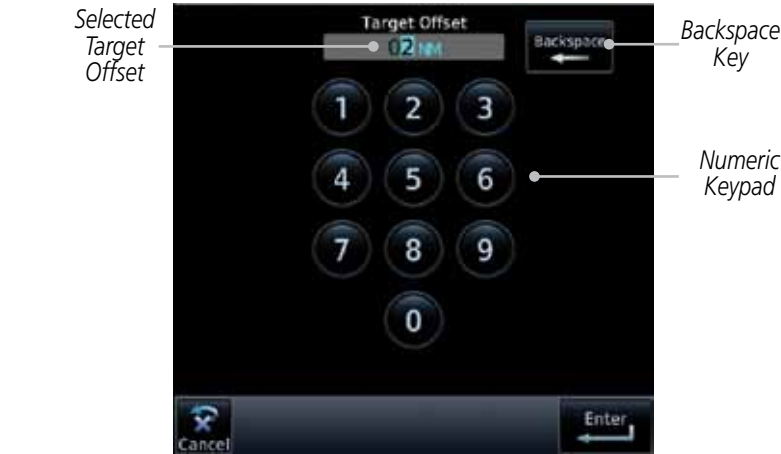 Selected
Target
Offset
Target Offset
02 NM
Backspace
Backspace
Key
1 2 3
4 5 6
Numeric
Keypad
7 8 9
0
Cancel
Enter